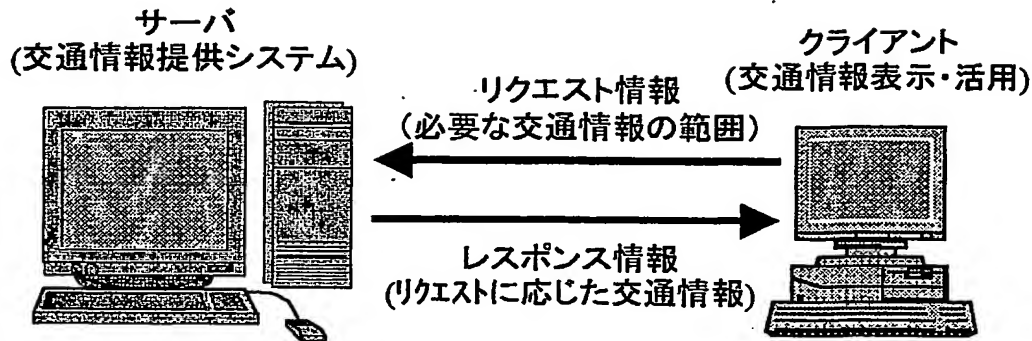 サーバ
(交通情報提供システム)
クライアント
(交通情報表示・活用)
リクエスト情報
(必要な交通情報の範囲)
レスポンス情報
(リクエストに応じた交通情報)